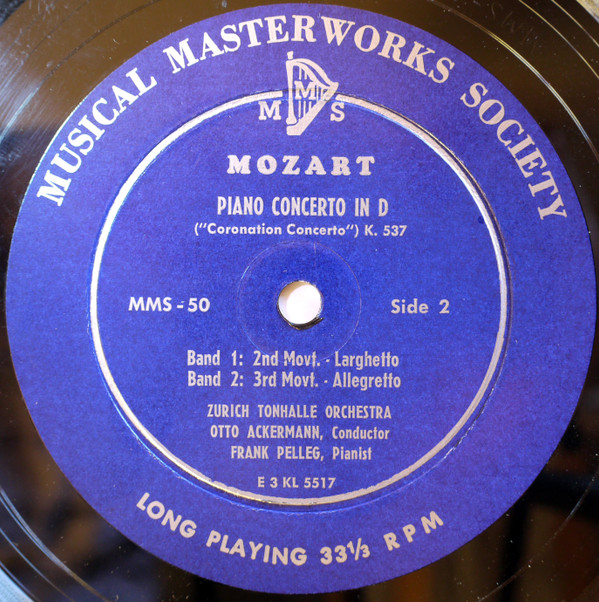 MUSICAL MASTERWORKS SOCIETY
M M S
MOZART
PIANO CONCERTO IN D
("Coronation Concerto") K. 537
MMS - 50
Side 2
Band 1: 2nd Movt. - Larghetto
Band 2: 3rd Movt. - Allegretto
ZURICH TONHALLE ORCHESTRA
OTTO ACKERMANN, Conductor
FRANK PELLEG, Pianist
E 3 KL 5517
LONG PLAYING 33⅓ RPM